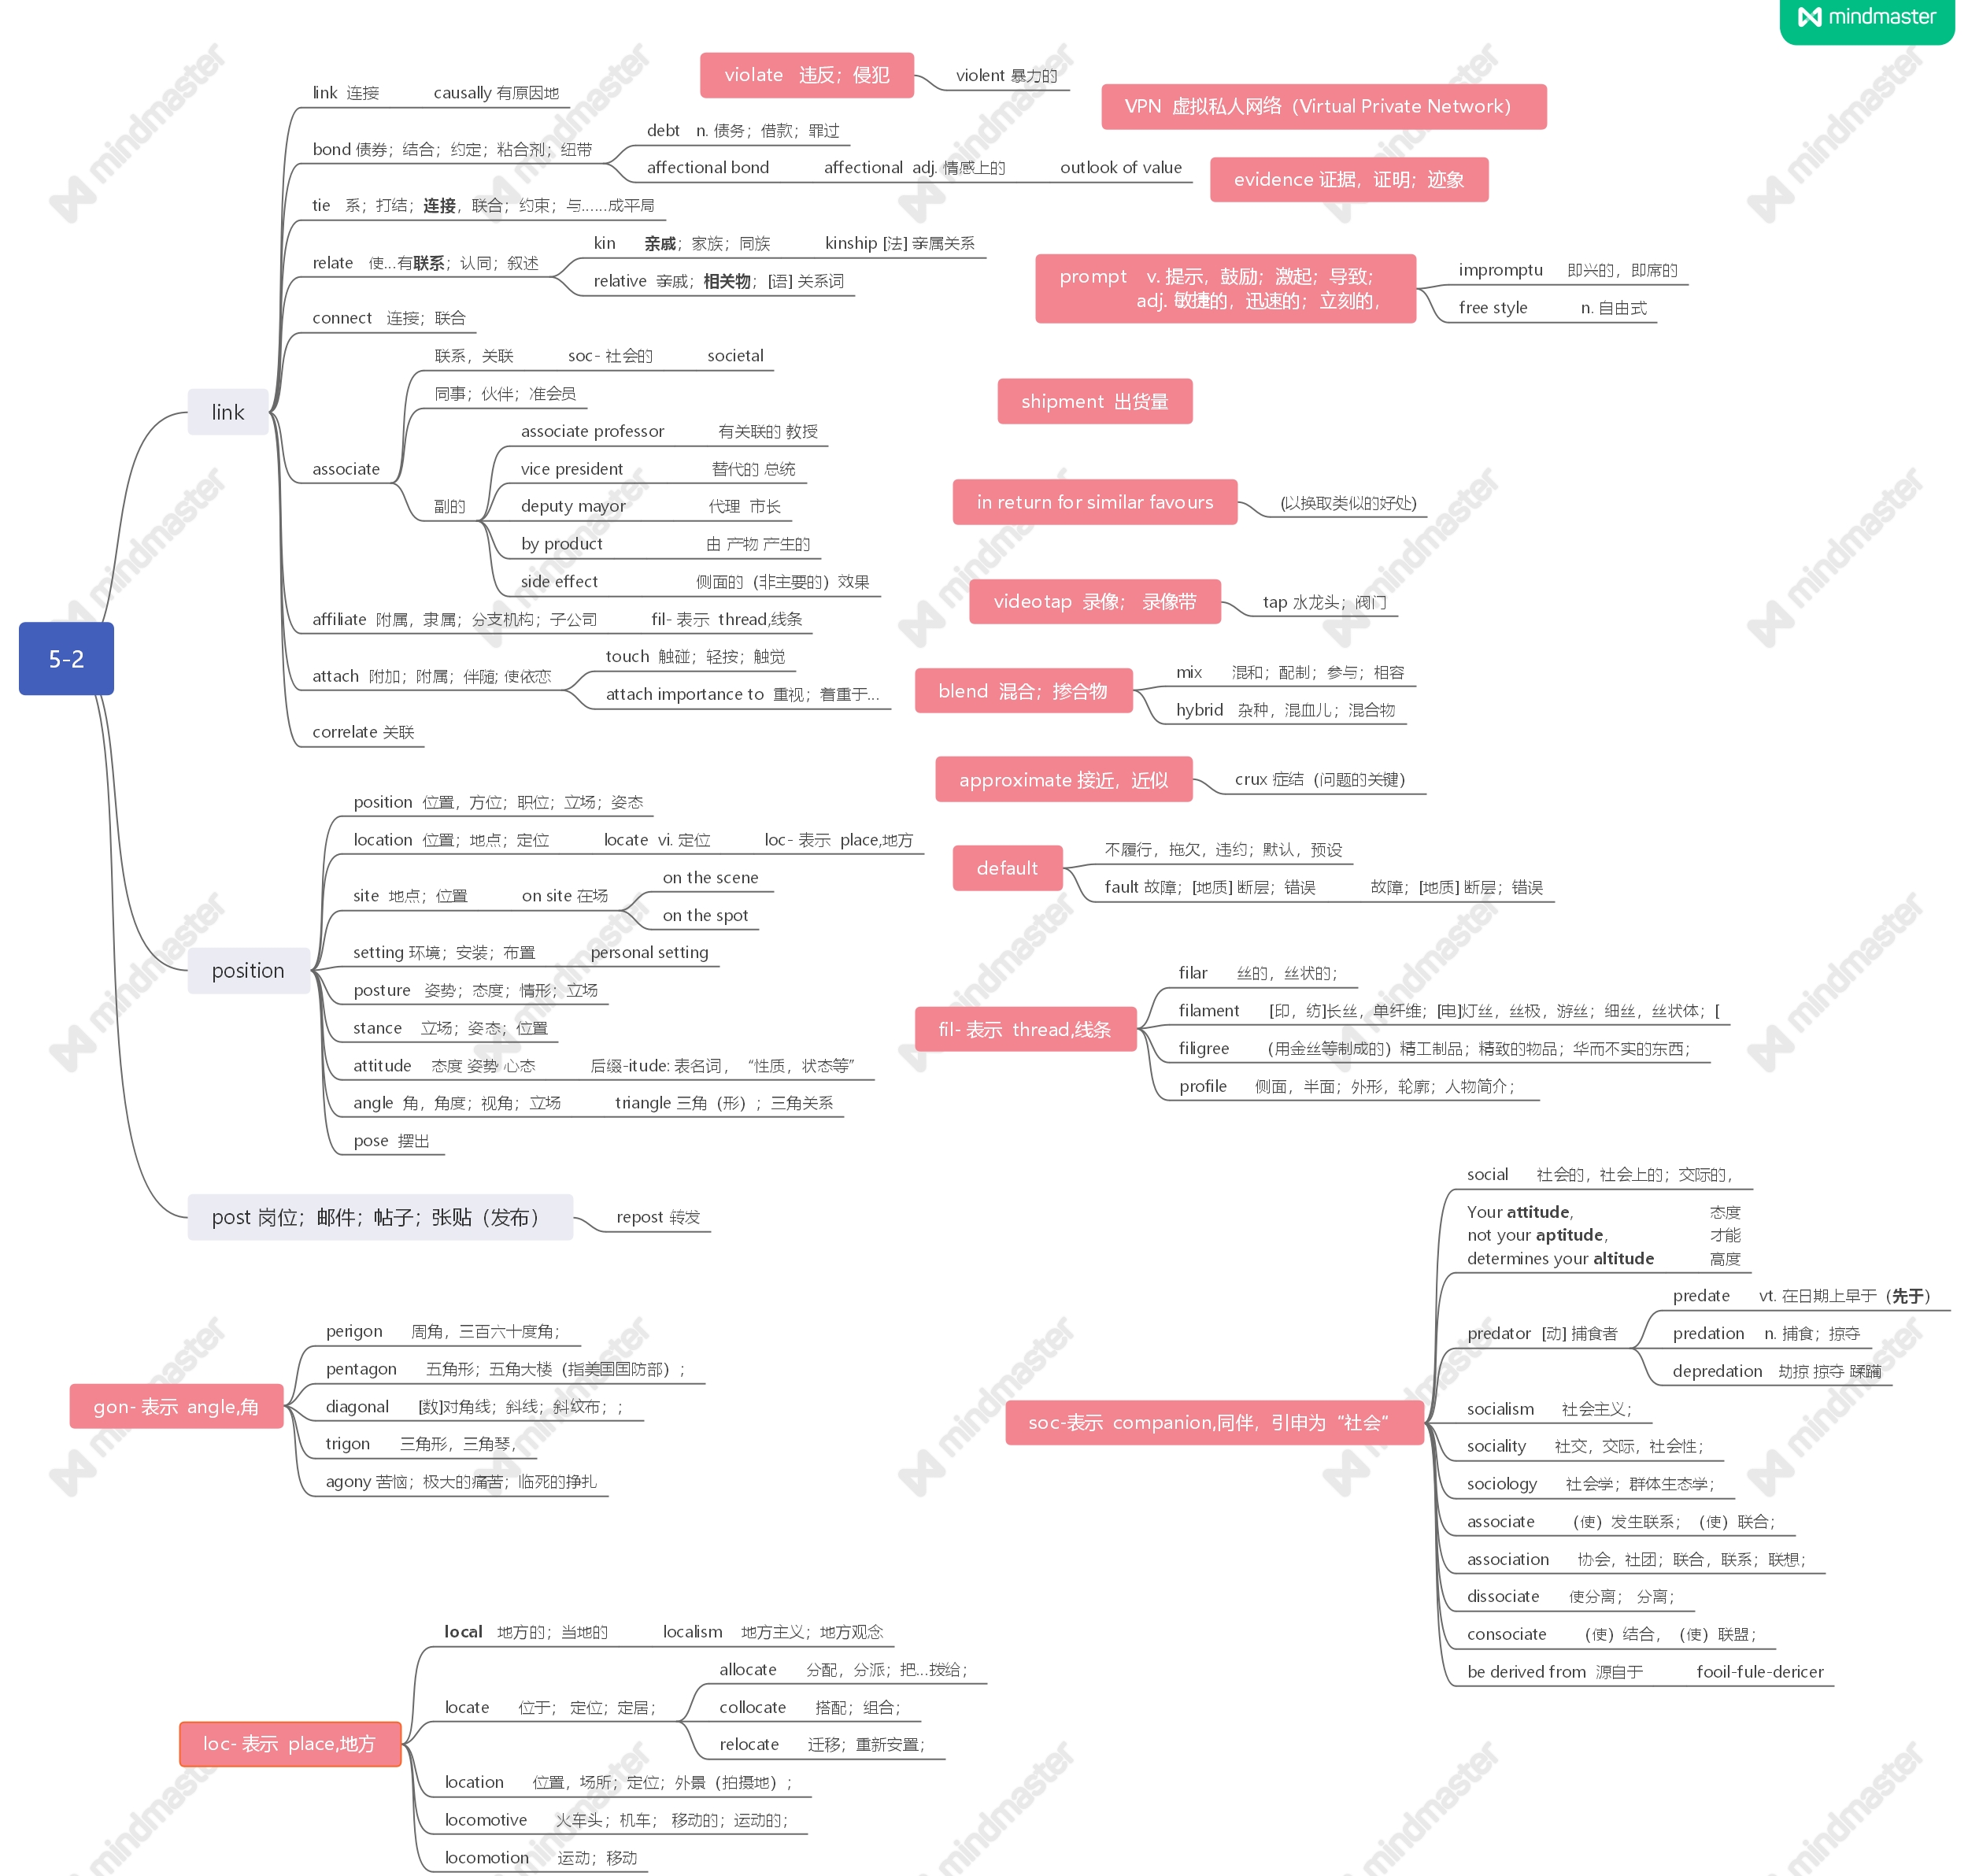 mindmaster
5-2
link
link 连接 causally 有原因地
bond 债券；结合；约定；粘合剂；纽带
debt n. 债务；借款；罪过
affectional bond affectional adj. 情感上的 outlook of value
tie 系；打结；连接，联合；约束；与……成平局
relate 使...有联系；认同；叙述
kin 亲戚；家族；同族 kinship [法] 亲属关系
relative 亲戚；相关物；[语] 关系词
connect 连接；联合
associate
联系，关联 soc- 社会的 societal
同事；伙伴；准会员
副的
associate professor 有关联的 教授
vice president 替代的 总统
deputy mayor 代理 市长
by product 由 产物 产生的
side effect 侧面的（非主要的）效果
affiliate 附属，隶属；分支机构；子公司 fil- 表示 thread,线条
attach 附加；附属；伴随; 使依恋
touch 触碰；轻按；触觉
attach importance to 重视；着重于...
correlate 关联
position
position 位置，方位；职位；立场；姿态
location 位置；地点；定位 locate vi. 定位 loc- 表示 place,地方
site 地点；位置 on site 在场
on the scene
on the spot
setting 环境；安装；布置 personal setting
posture 姿势；态度；情形；立场
stance 立场；姿态；位置
attitude 态度 姿势 心态 后缀-itude: 表名词，“性质，状态等”
angle 角，角度；视角；立场 triangle 三角（形）；三角关系
pose 摆出
post 岗位；邮件；帖子；张贴（发布）
repost 转发
violate 违反；侵犯
violent 暴力的
VPN 虚拟私人网络（Virtual Private Network）
evidence 证据，证明；迹象
prompt v. 提示，鼓励；激起；导致；
adj. 敏捷的，迅速的；立刻的，
impromptu 即兴的，即席的
free style n. 自由式
shipment 出货量
in return for similar favours
(以换取类似的好处)
videotap 录像； 录像带
tap 水龙头；阀门
blend 混合；掺合物
mix 混和；配制；参与；相容
hybrid 杂种，混血儿；混合物
approximate 接近，近似
crux 症结（问题的关键）
default
不履行，拖欠，违约；默认，预设
fault 故障；[地质] 断层；错误 故障；[地质] 断层；错误
fil- 表示 thread,线条
filar 丝的，丝状的；
filament [印，纺]长丝，单纤维；[电]灯丝，丝极，游丝；细丝，丝状体；[
filigree （用金丝等制成的）精工制品；精致的物品；华而不实的东西；
profile 侧面，半面；外形，轮廓；人物简介；
soc-表示 companion,同伴，引申为“社会”
social 社会的，社会上的；交际的，
Your attitude, 态度
not your aptitude, 才能
determines your altitude 高度
predator [动] 捕食者
predate vt. 在日期上早于（先于）
predation n. 捕食；掠夺
depredation 劫掠 掠夺 蹂躏
socialism 社会主义；
sociality 社交，交际，社会性；
sociology 社会学；群体生态学；
associate （使）发生联系；（使）联合；
association 协会，社团；联合，联系；联想；
dissociate 使分离； 分离；
consociate （使）结合，（使）联盟；
be derived from 源自于 fooil-fule-dericer
gon- 表示 angle,角
perigon 周角，三百六十度角；
pentagon 五角形；五角大楼（指美国国防部）；
diagonal [数]对角线；斜线；斜纹布；；
trigon 三角形，三角琴，
agony 苦恼；极大的痛苦；临死的挣扎
loc- 表示 place,地方
local 地方的；当地的 localism 地方主义；地方观念
locate 位于； 定位；定居；
allocate 分配，分派；把...拨给；
collocate 搭配；组合；
relocate 迁移；重新安置；
location 位置，场所；定位；外景（拍摄地）；
locomotive 火车头；机车； 移动的；运动的；
locomotion 运动；移动